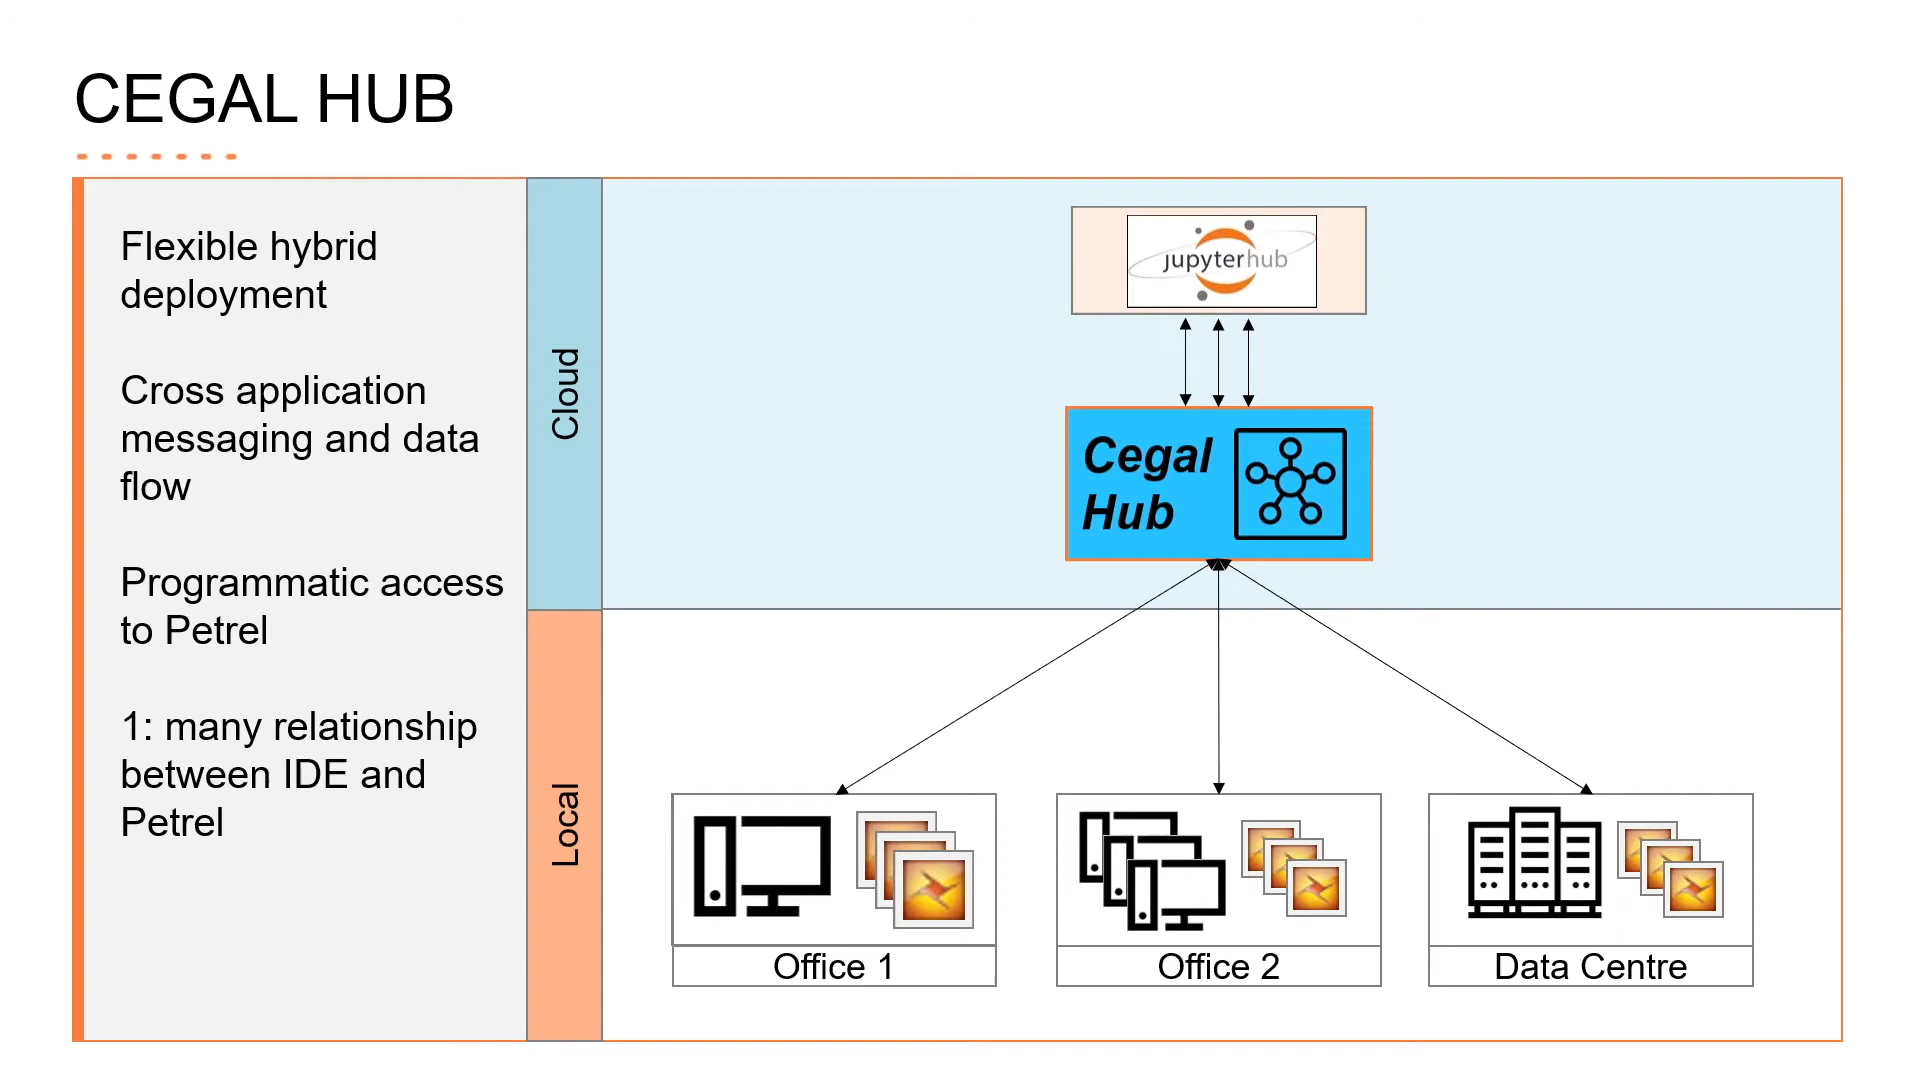 CEGAL HUB
Flexible hybrid
deployment
Cross application
messaging and data
flow
Programmatic access
to Petrel
1: many relationship
between IDE and
Petrel
Cloud
Local
jupyterhub
Cegal
Hub
Office 1
Office 2
Data Centre